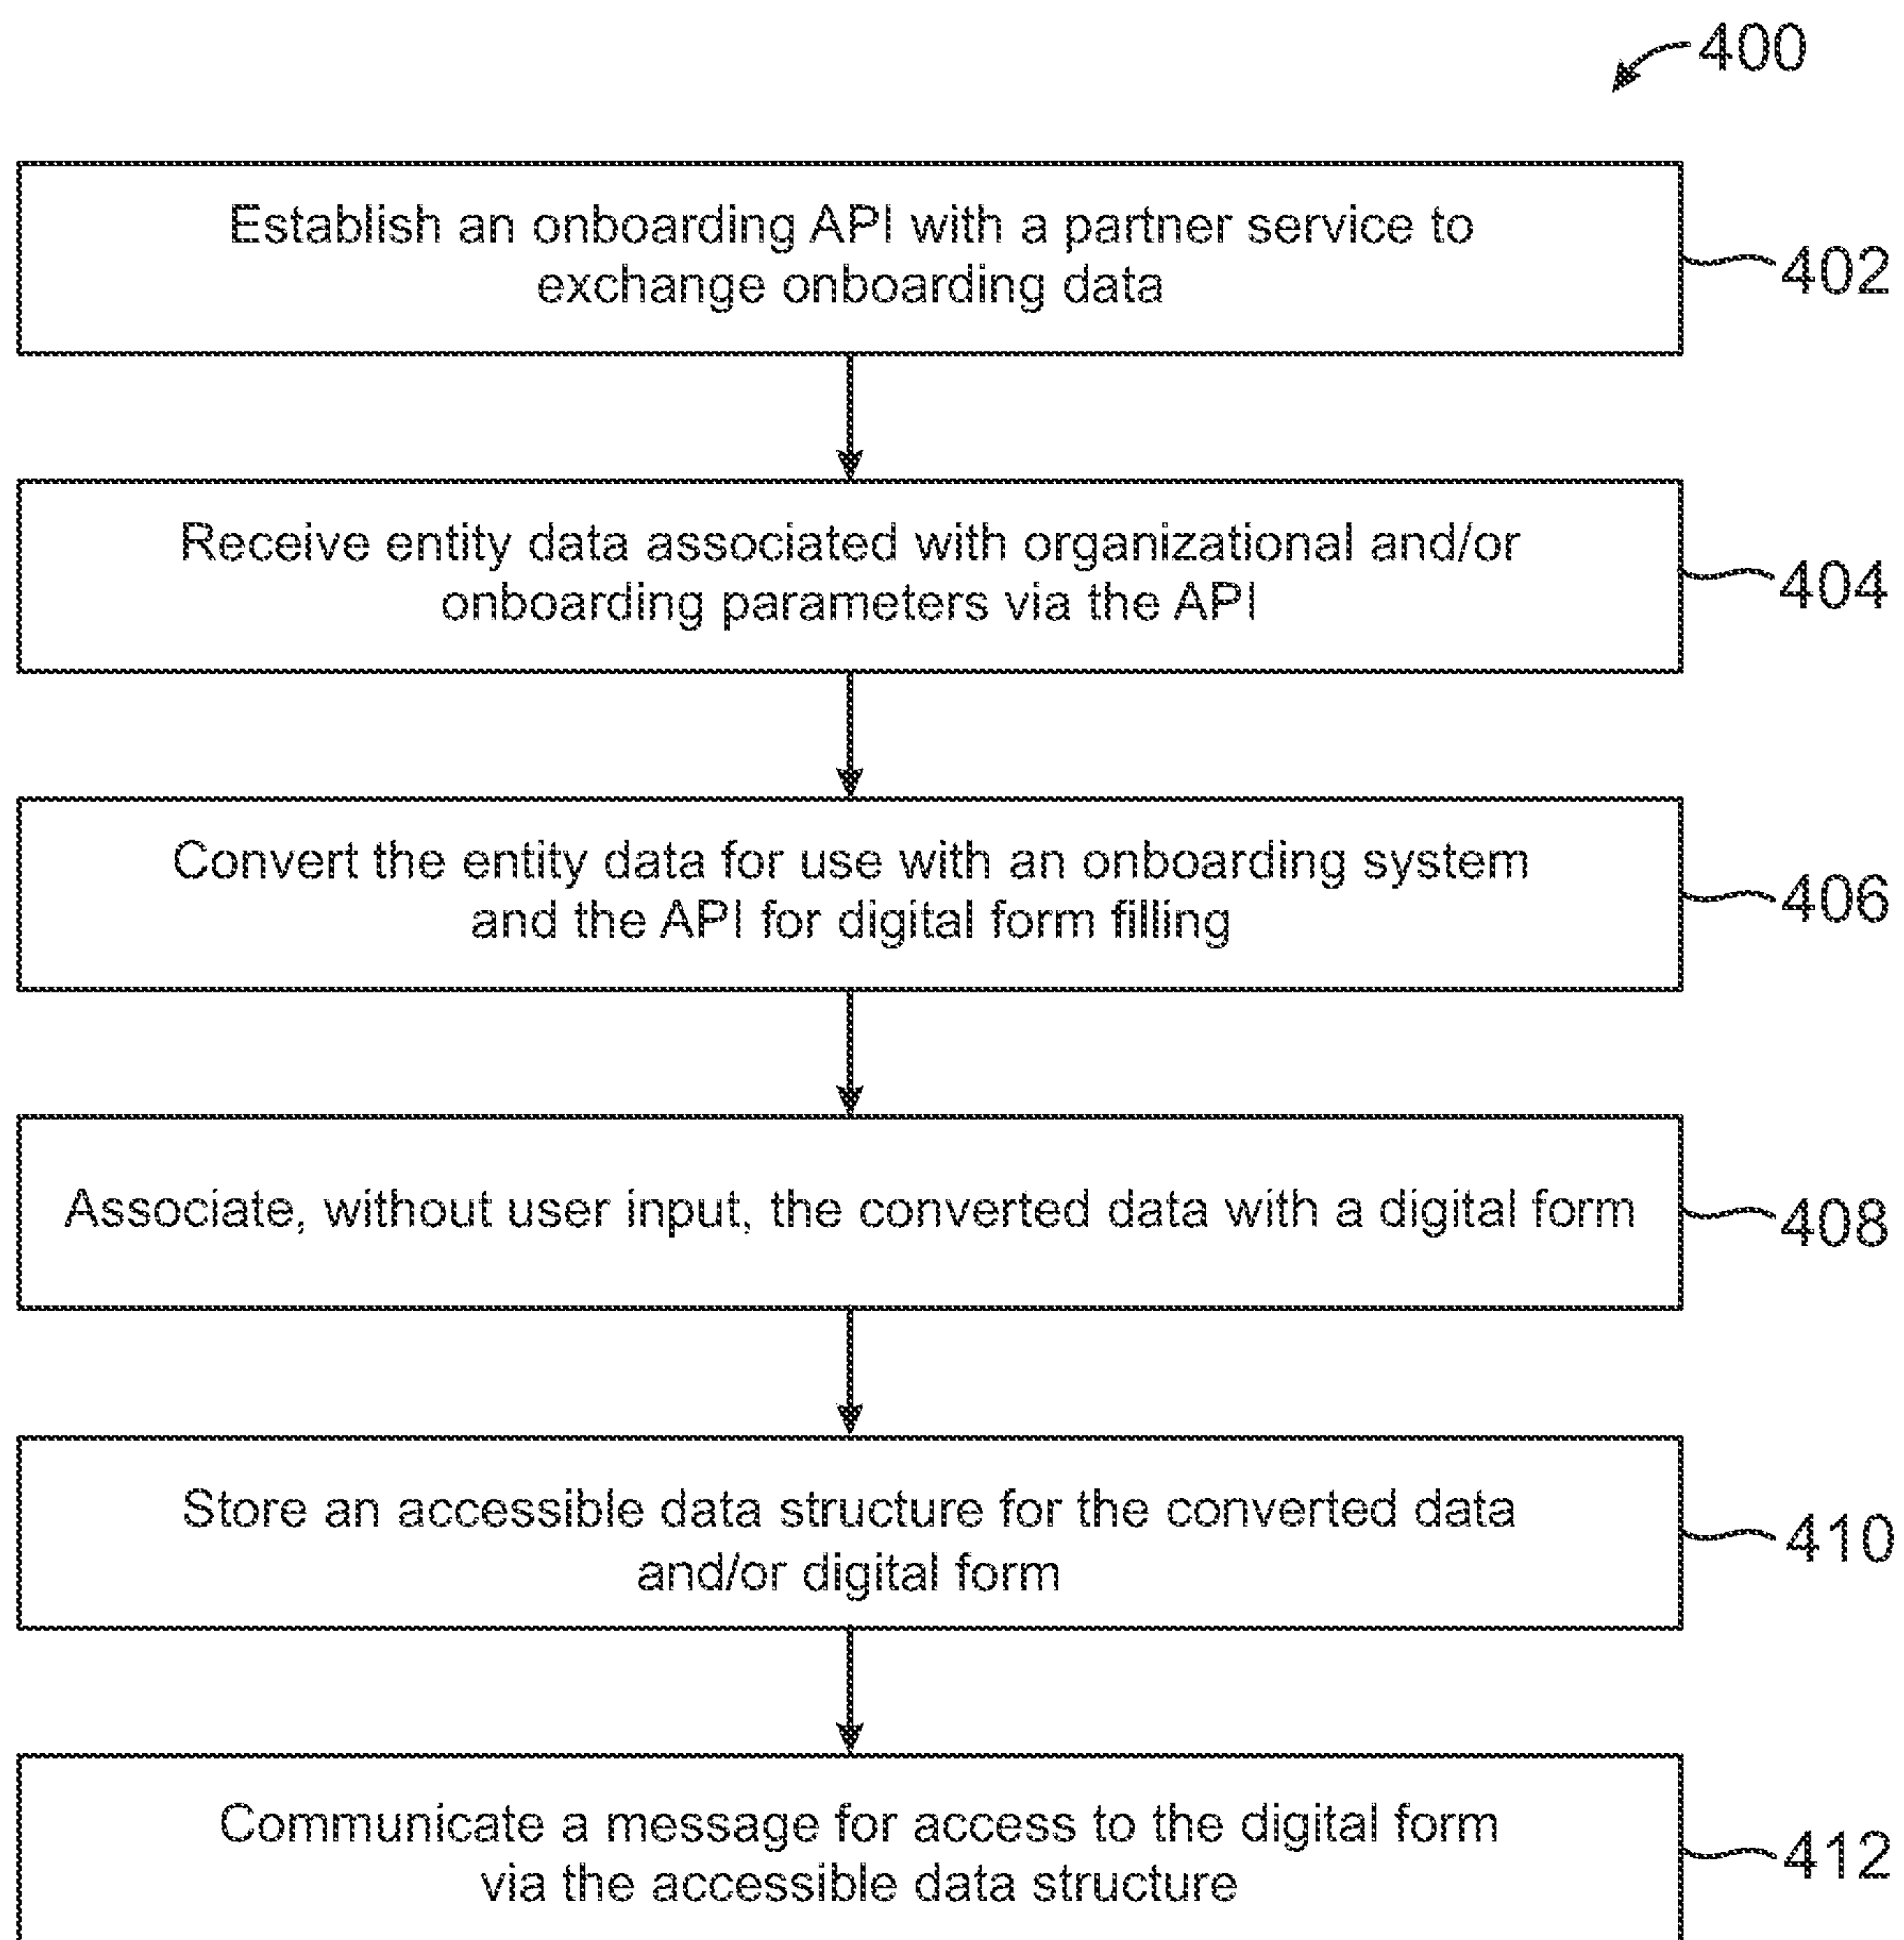 400
Establish an onboarding API with a partner service to
exchange onboarding data
402
Receive entity data associated with organizational and/or
onboarding parameters via the API
404
Convert the entity data for use with an onboarding system
and the API for digital form filling
406
Associate, without user input, the converted data with a digital form
408
Store an accessible data structure for the converted data
and/or digital form
410
Communicate a message for access to the digital form
via the accessible data structure
412